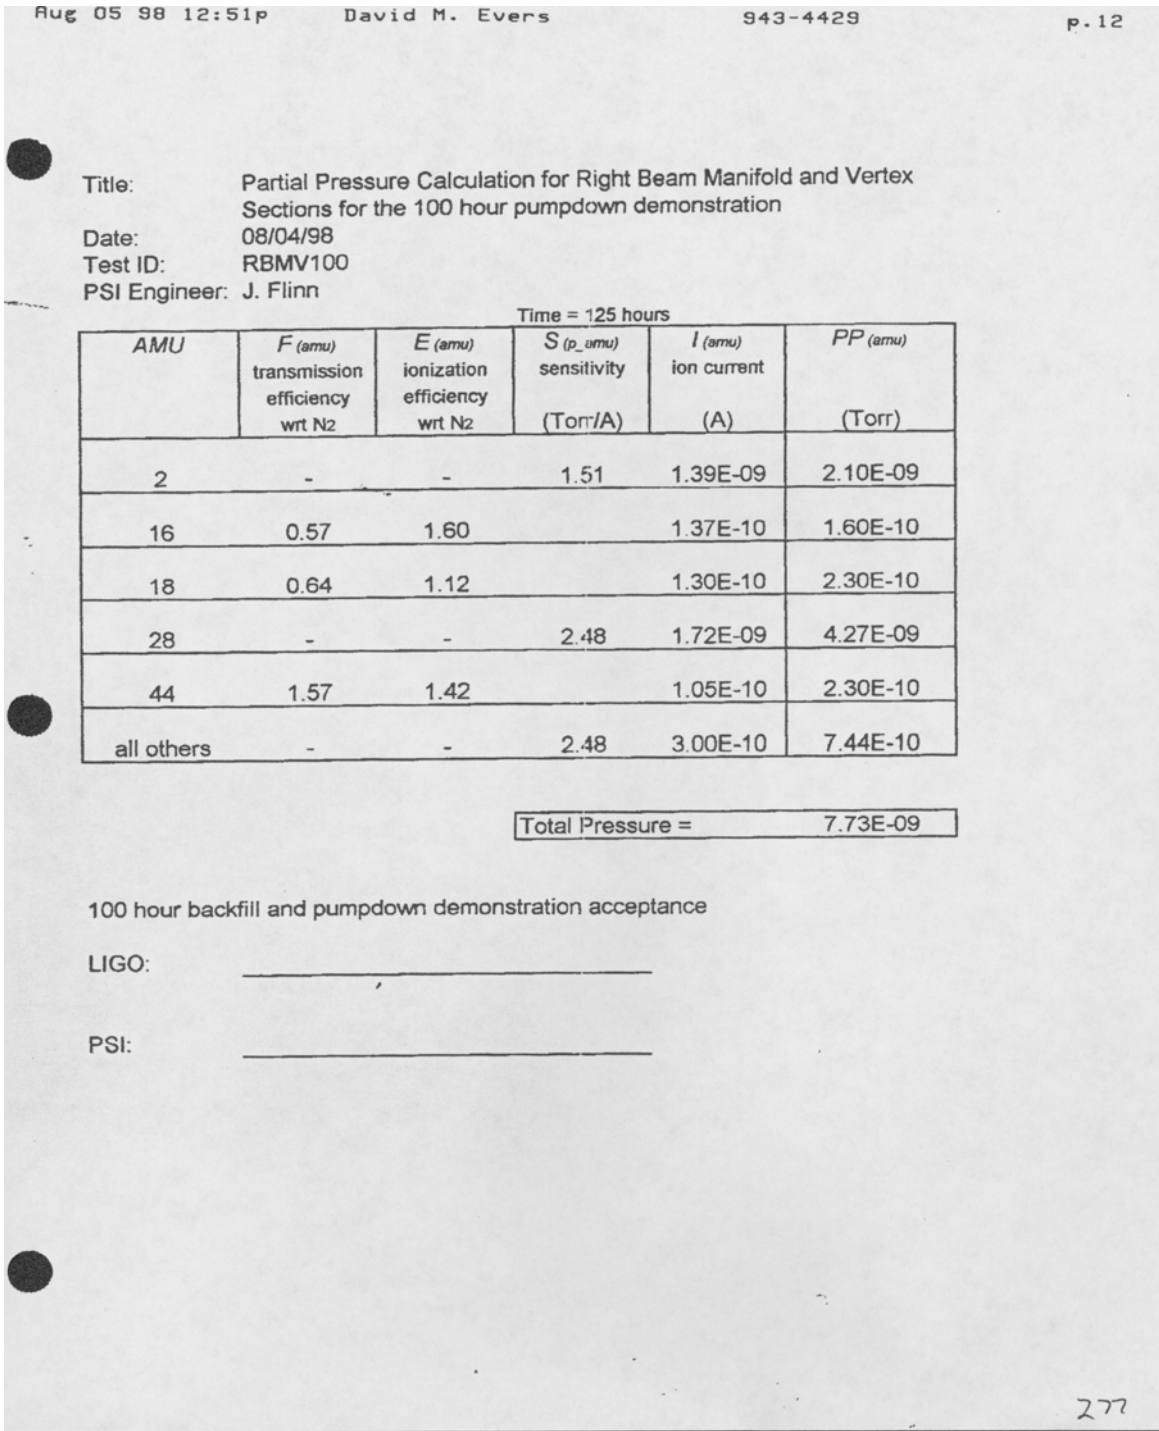 Aug 05 98 12:51p David M. Evers 943-4429 p.12
Title: Partial Pressure Calculation for Right Beam Manifold and Vertex
Sections for the 100 hour pumpdown demonstration
Date: 08/04/98
Test ID: RBMV100
PSI Engineer: J. Flinn
Time = 125 hours
AMU F (amu) E (amu) S (p_amu) I (amu) PP (amu)
transmission ionization sensitivity ion current
efficiency efficiency
wrt N2 wrt N2 (Torr/A) (A) (Torr)
2 - - 1.51 1.39E-09 2.10E-09
16 0.57 1.60 1.37E-10 1.60E-10
18 0.64 1.12 1.30E-10 2.30E-10
28 - - 2.48 1.72E-09 4.27E-09
44 1.57 1.42 1.05E-10 2.30E-10
all others - - 2.48 3.00E-10 7.44E-10
Total Pressure = 7.73E-09
100 hour backfill and pumpdown demonstration acceptance
LIGO:
PSI:
277